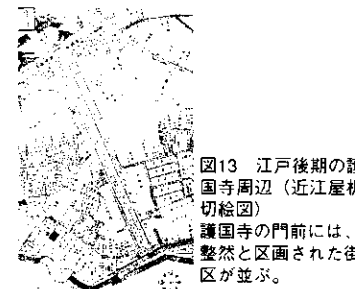 図13　江戸後期の護
国寺周辺（近江屋板
切絵図）
護国寺の門前には、
整然と区画された街
区が並ぶ。